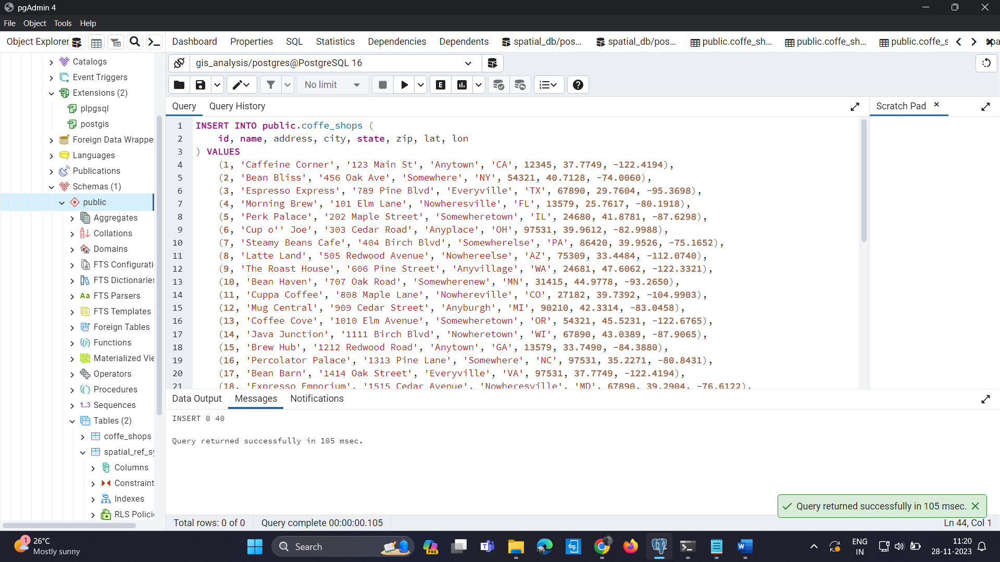 pgAdmin 4
File Object Tools Help
Object Explorer
Dashboard Properties SQL Statistics Dependencies Dependents spatial_db/pos... spatial_db/pos... public.coffe_sh... public.coffe_sh... public.coffe_s
Catalogs
Event Triggers
Extensions (2)
plpgsql
postgis
Foreign Data Wrappe
Languages
Publications
Schemas (1)
public
Aggregates
Collations
Domains
FTS Configurati
FTS Dictionaries
Aa FTS Parsers
FTS Templates
Foreign Tables
Functions
Materialized Vie
Operators
Procedures
1..3 Sequences
Tables (2)
coffe_shops
spatial_ref_sy
Columns
Constraint
Indexes
RLS Polici
gis_analysis/postgres@PostgreSQL 16
No limit
E
Query Query History
Scratch Pad
1 INSERT INTO public.coffe_shops (
2 id, name, address, city, state, zip, lat, lon
3 ) VALUES
4 (1, 'Caffeine Corner', '123 Main St', 'Anytown', 'CA', 12345, 37.7749, -122.4194),
5 (2, 'Bean Bliss', '456 Oak Ave', 'Somewhere', 'NY', 54321, 40.7128, -74.0060),
6 (3, 'Espresso Express', '789 Pine Blvd', 'Everyville', 'TX', 67890, 29.7604, -95.3698),
7 (4, 'Morning Brew', '101 Elm Lane', 'Nowheresville', 'FL', 13579, 25.7617, -80.1918),
8 (5, 'Perk Palace', '202 Maple Street', 'Somewheretown', 'IL', 24680, 41.8781, -87.6298),
9 (6, 'Cup o'' Joe', '303 Cedar Road', 'Anyplace', 'OH', 97531, 39.9612, -82.9988),
10 (7, 'Steamy Beans Cafe', '404 Birch Blvd', 'Somewherelse', 'PA', 86420, 39.9526, -75.1652),
11 (8, 'Latte Land', '505 Redwood Avenue', 'Nowhereelse', 'AZ', 75309, 33.4484, -112.0740),
12 (9, 'The Roast House', '606 Pine Street', 'Anyvillage', 'WA', 24681, 47.6062, -122.3321),
13 (10, 'Bean Haven', '707 Oak Road', 'Somewherenew', 'MN', 31415, 44.9778, -93.2650),
14 (11, 'Cuppa Coffee', '808 Maple Lane', 'Nowhereville', 'CO', 27182, 39.7392, -104.9903),
15 (12, 'Mug Central', '909 Cedar Street', 'Anyburgh', 'MI', 90210, 42.3314, -83.0458),
16 (13, 'Coffee Cove', '1010 Elm Avenue', 'Somewheretown', 'OR', 54321, 45.5231, -122.6765),
17 (14, 'Java Junction', '1111 Birch Blvd', 'Nowheretown', 'WI', 67890, 43.0389, -87.9065),
18 (15, 'Brew Hub', '1212 Redwood Road', 'Anytown', 'GA', 13579, 33.7490, -84.3880),
19 (16, 'Percolator Palace', '1313 Pine Lane', 'Somewhere', 'NC', 97531, 35.2271, -80.8431),
20 (17, 'Bean Barn', '1414 Oak Street', 'Everyville', 'VA', 97531, 37.7749, -122.4194),
21 (18, 'Expresso Emporium', '1515 Cedar Avenue', 'Nowheresville', 'MD', 67890, 39.2904, -76.6122),
Data Output Messages Notifications
INSERT 0 40
Query returned successfully in 105 msec.
Query returned successfully in 105 msec.
Total rows: 0 of 0 Query complete 00:00:00.105
Ln 44, Col 1
1
26°C
Mostly sunny
Search
PRE
ENG
IN
11:20
28-11-2023